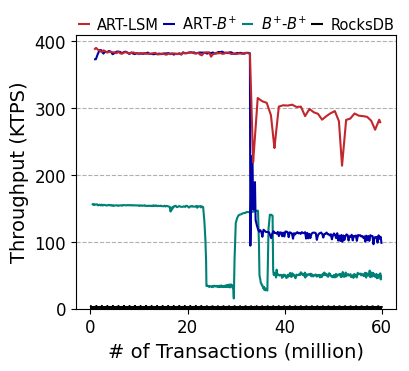 ART-LSM ART-B⁺ B⁺-B⁺ RocksDB
400
300
200
100
0
Throughput (KTPS)
0 20 40 60
# of Transactions (million)